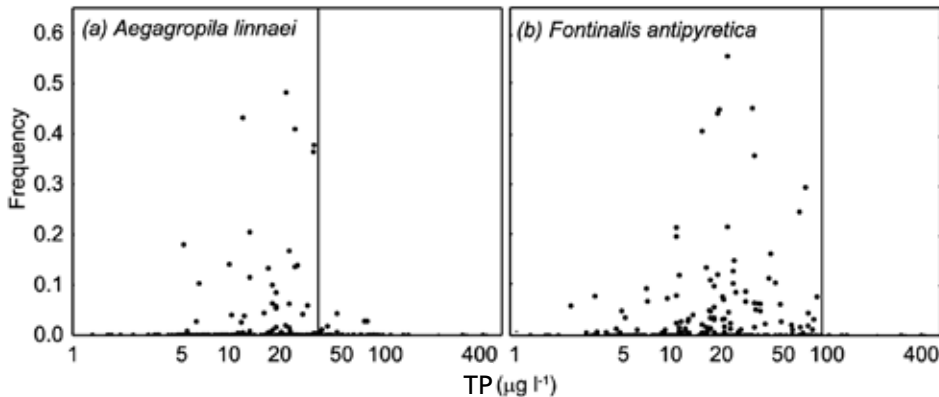 (a) Aegagropila linnaei
(b) Fontinalis antipyretica
Frequency
0.6
0.5
0.4
0.3
0.2
0.1
0.0
1 5 10 20 50 100 400
1 5 10 20 50 100 400
TP (μg l⁻¹)